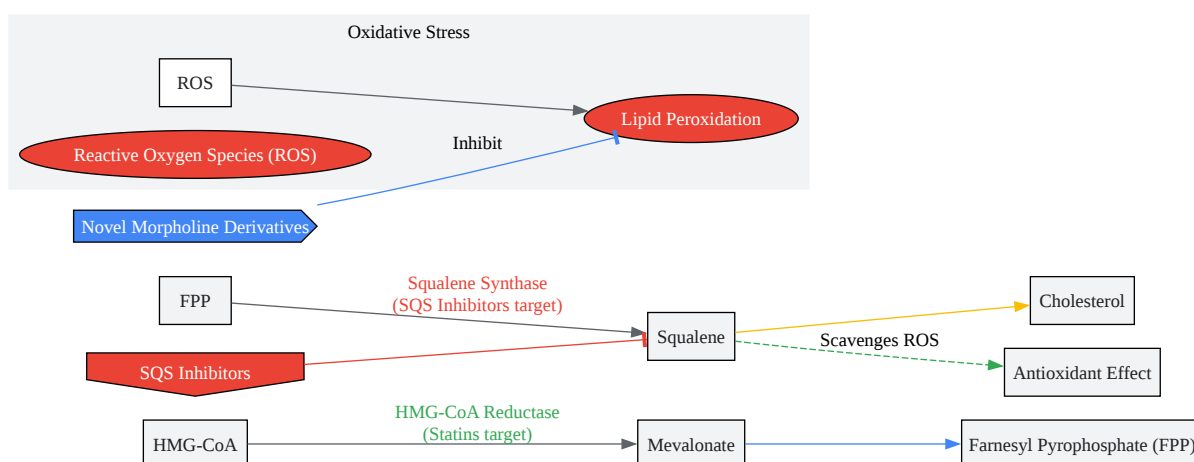 Oxidative Stress
ROS
Lipid Peroxidation
Inhibit
Reactive Oxygen Species (ROS)
Novel Morpholine Derivatives
Squalene Synthase
(SQS Inhibitors target)
FPP
Cholesterol
Squalene
Scavenges ROS
SQS Inhibitors
Antioxidant Effect
HMG-CoA Reductase
(Statins target)
HMG-CoA
Mevalonate
Farnesyl Pyrophosphate (FPP)